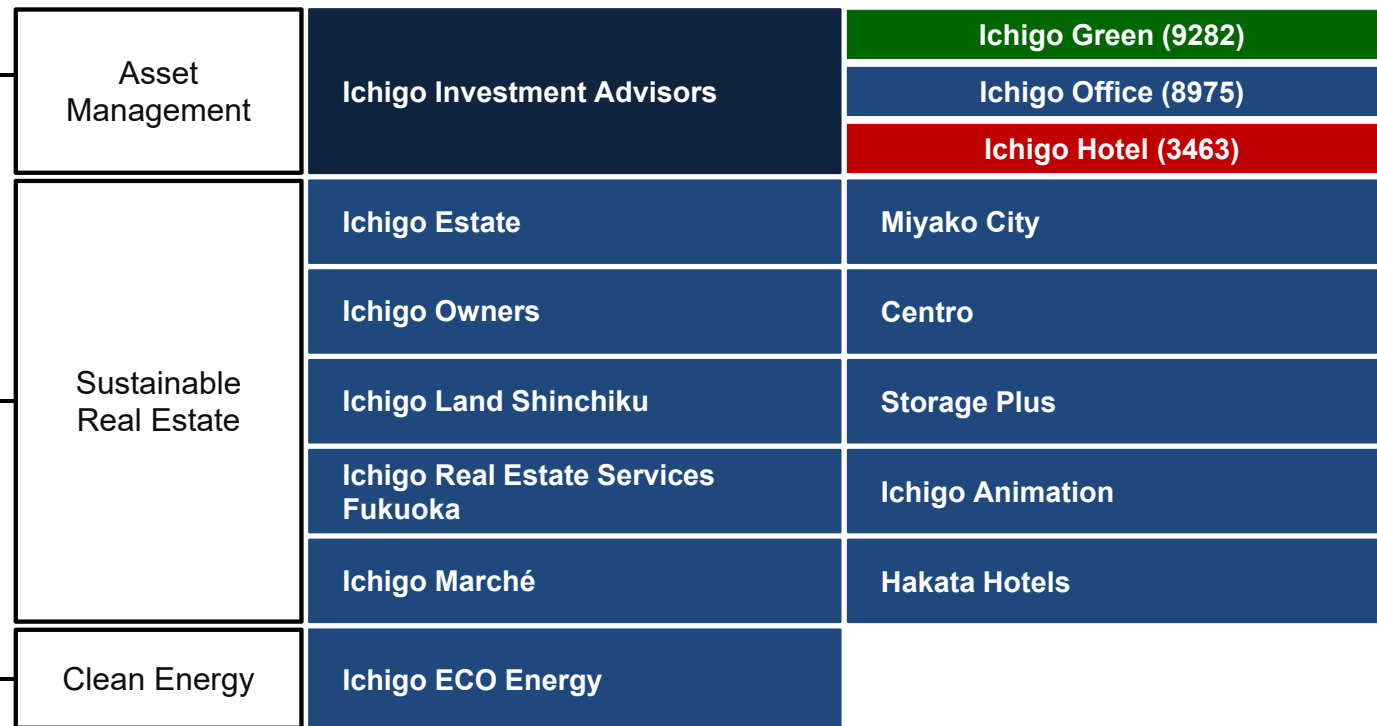 Asset
Management
Ichigo Investment Advisors
Ichigo Green (9282)
Ichigo Office (8975)
Ichigo Hotel (3463)
Sustainable
Real Estate
Ichigo Estate
Miyako City
Ichigo Owners
Centro
Ichigo Land Shinchiku
Storage Plus
Ichigo Real Estate Services
Fukuoka
Ichigo Animation
Ichigo Marché
Hakata Hotels
Clean Energy
Ichigo ECO Energy